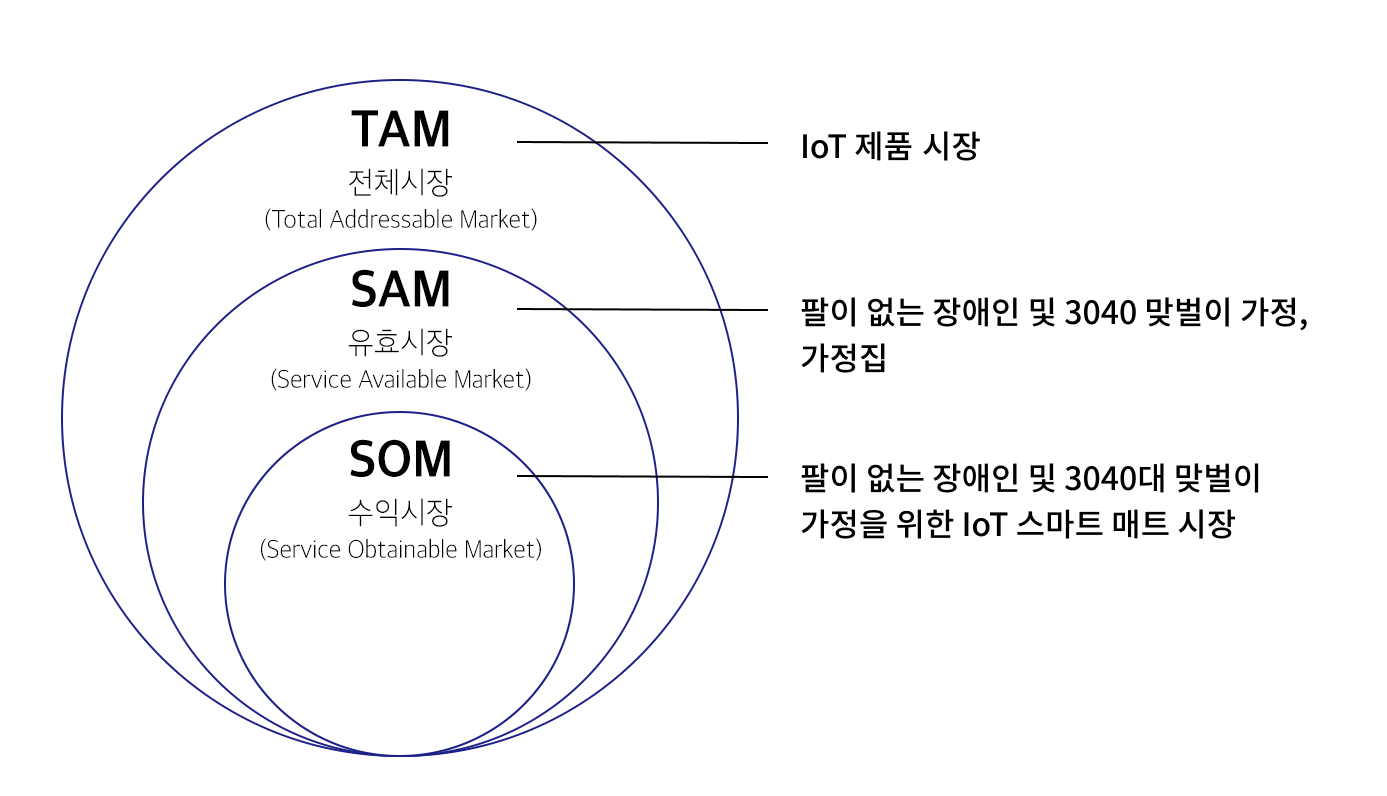 TAM
전체시장
(Total Addressable Market)
IoT 제품 시장
SAM
유효시장
(Service Available Market)
팔이 없는 장애인 및 3040 맞벌이 가정,
가정집
SOM
수익시장
(Service Obtainable Market)
팔이 없는 장애인 및 3040대 맞벌이
가정을 위한 IoT 스마트 매트 시장